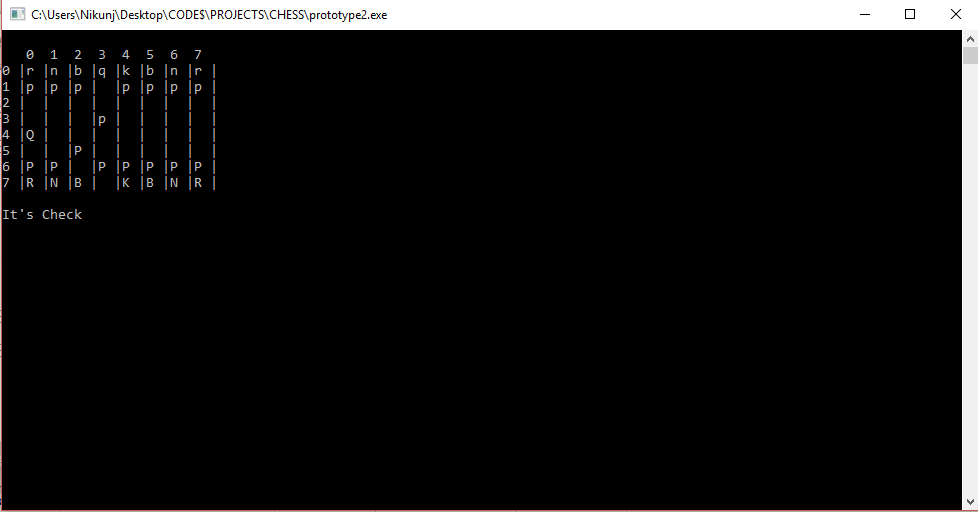 C:\Users\Nikunj\Desktop\CODE$\PROJECTS\CHESS\prototype2.exe
   0  1  2  3  4  5  6  7
0 |r |n |b |q |k |b |n |r |
1 |p |p |p |  |p |p |p |p |
2 |  |  |  |  |  |  |  |  |
3 |  |  |  |p |  |  |  |  |
4 |Q |  |  |  |  |  |  |  |
5 |  |  |P |  |  |  |  |  |
6 |P |P |  |P |P |P |P |P |
7 |R |N |B |  |K |B |N |R |
It's Check